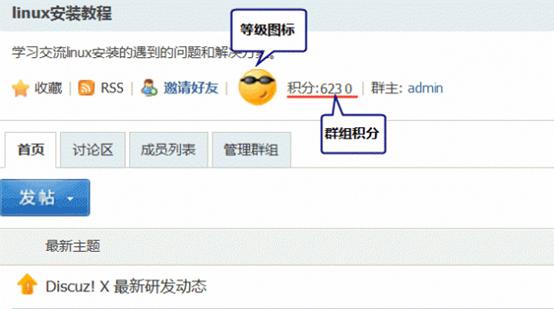 linux安装教程
等级图标
学习交流linux安装的遇到的问题和解决方案。
收藏 | RSS | 邀请好友 | 积分:6230 | 群主: admin
群组积分
首页 讨论区 成员列表 管理群组
发帖
最新主题
Discuz! X 最新研发动态